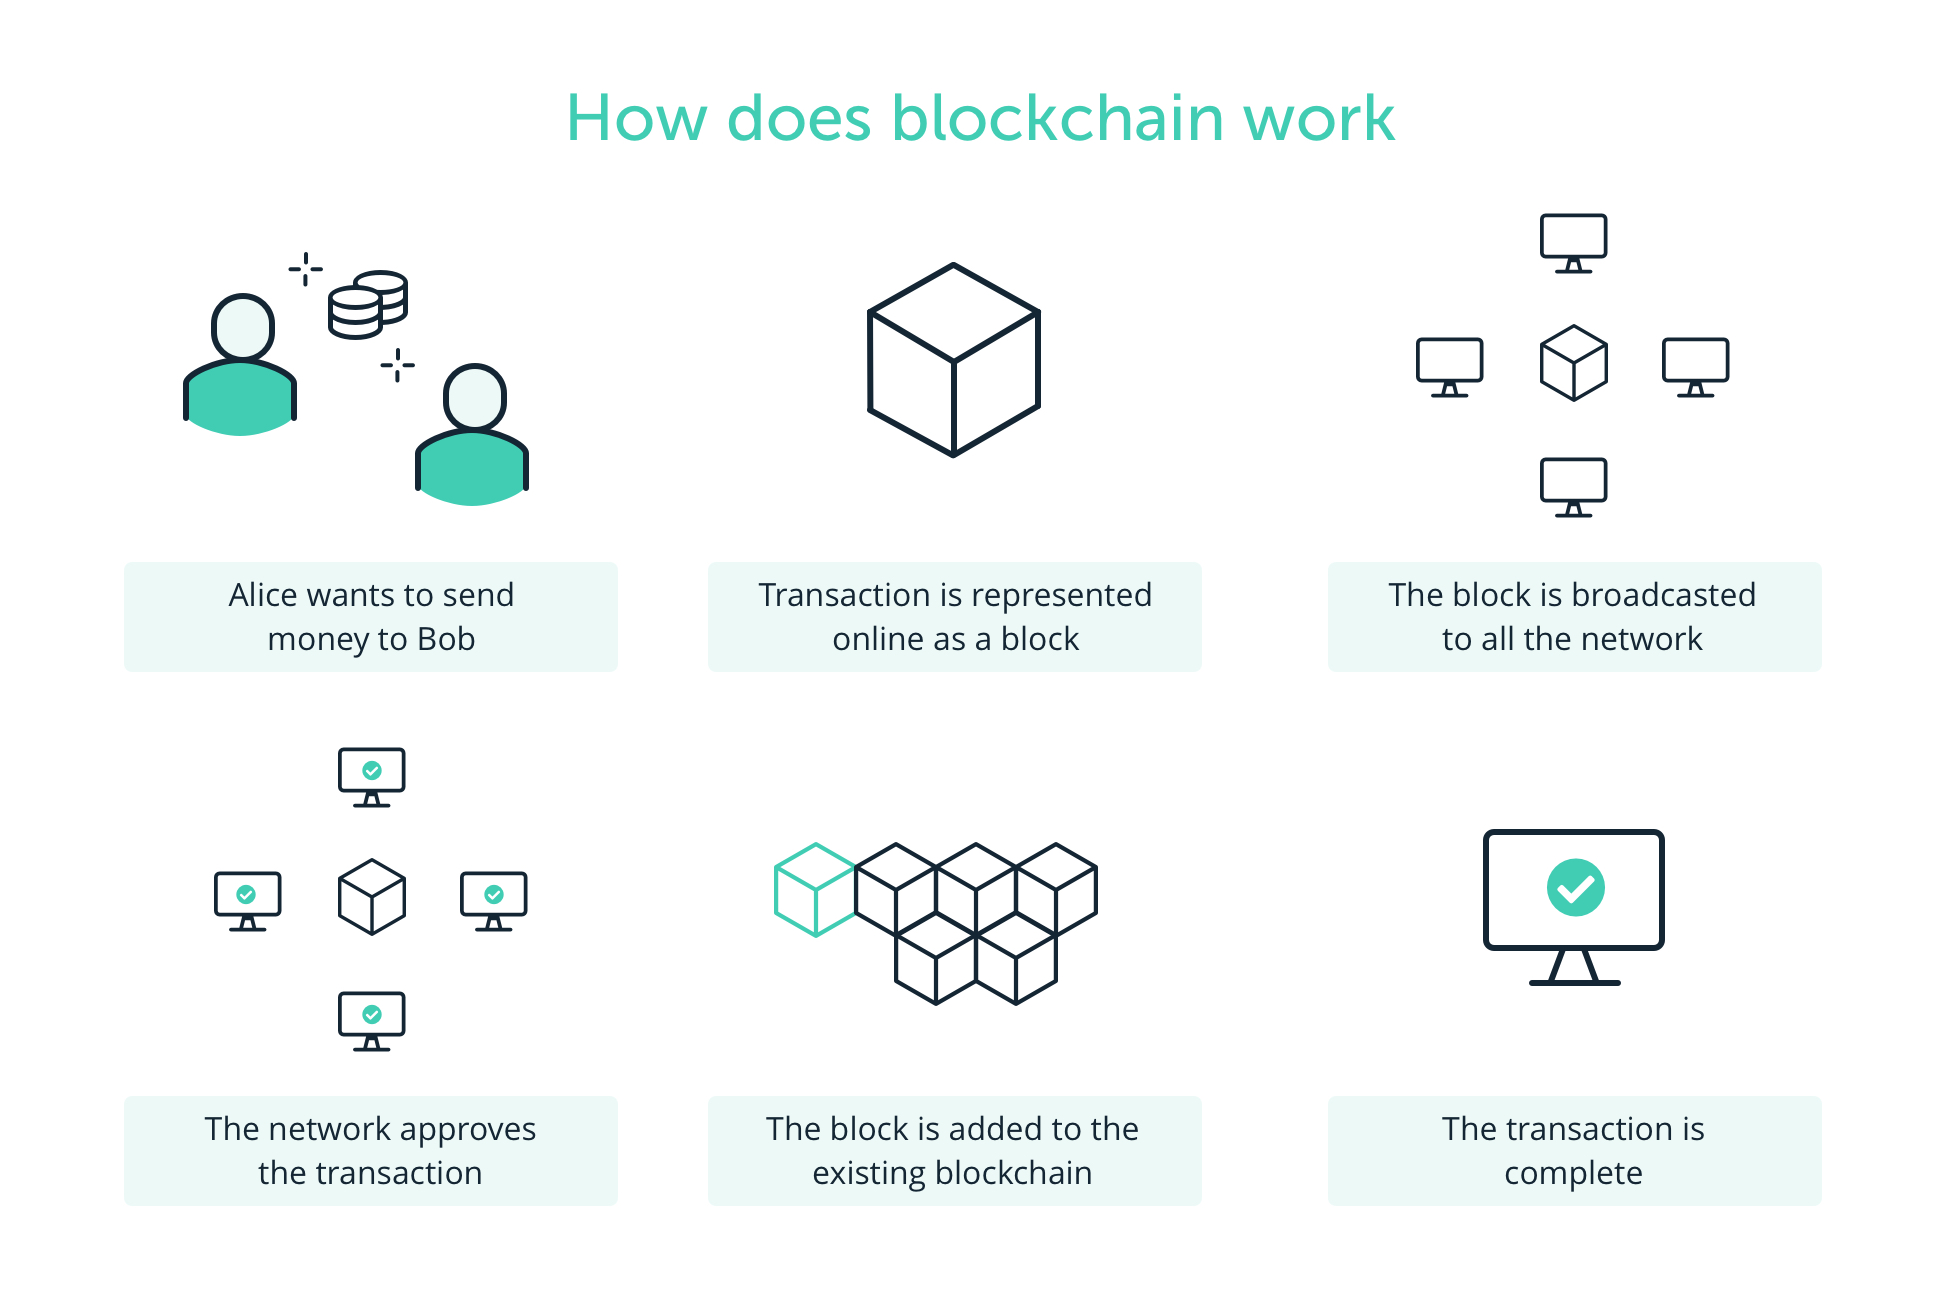 How does blockchain work
Alice wants to send
money to Bob
Transaction is represented
online as a block
The block is broadcasted
to all the network
The network approves
the transaction
The block is added to the
existing blockchain
The transaction is
complete